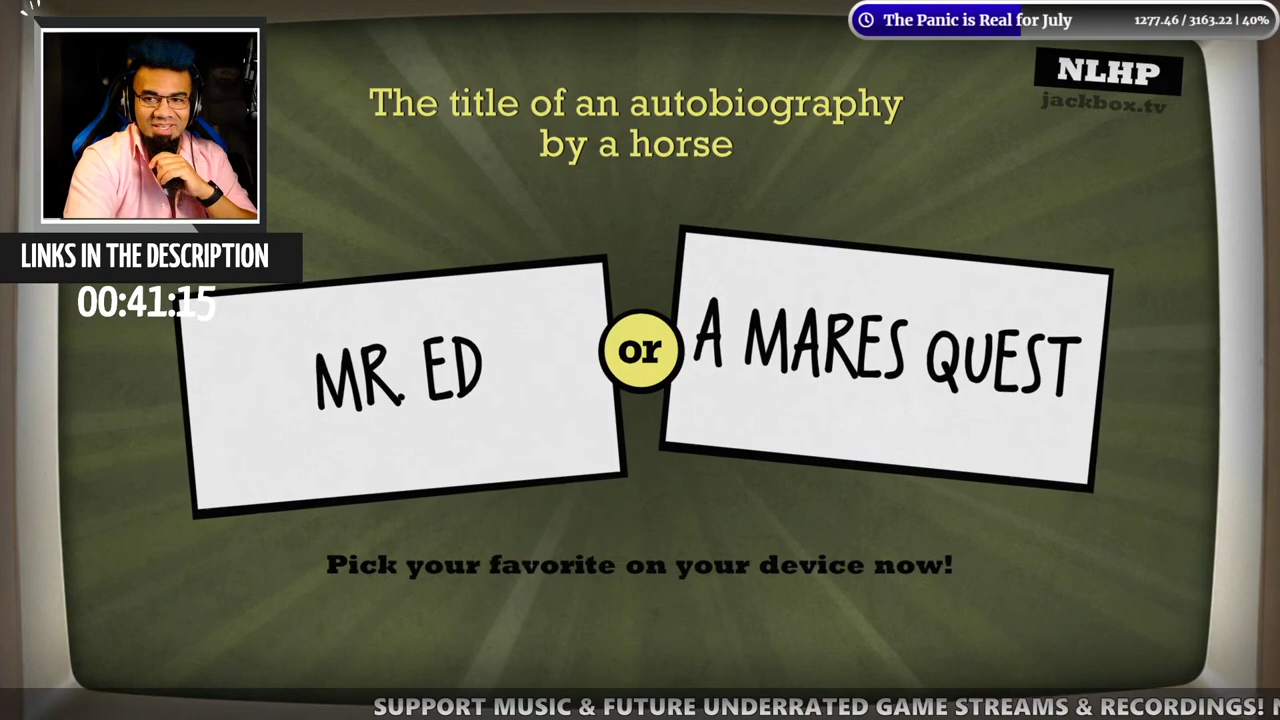 The Panic is Real for July
1277.46 / 3163.22 | 40%
NLHP
jackbox.tv
The title of an autobiography
by a horse
LINKS IN THE DESCRIPTION
00:41:15
MR. ED
or
A MARES QUEST
Pick your favorite on your device now!
SUPPORT MUSIC & FUTURE UNDERRATED GAME STREAMS & RECORDINGS!